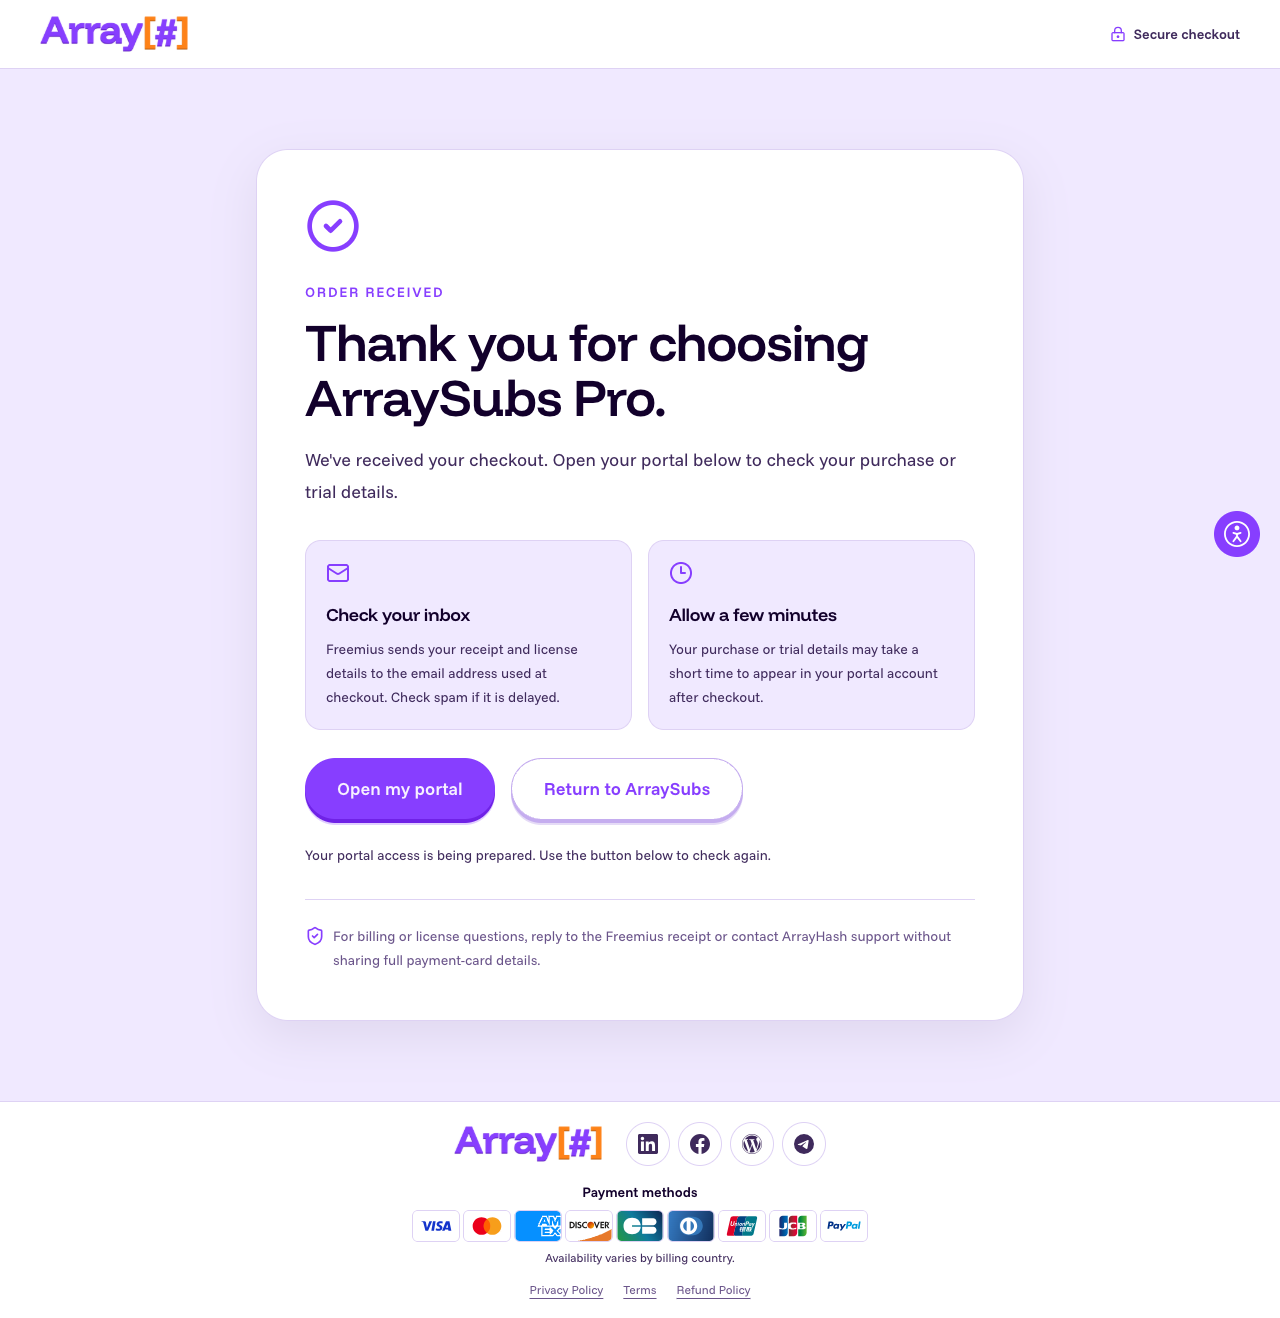 Array[#]
Secure checkout
ORDER RECEIVED
Thank you for choosing
ArraySubs Pro.
We've received your checkout. Open your portal below to check your purchase or
trial details.
Check your inbox
Freemius sends your receipt and license
details to the email address used at
checkout. Check spam if it is delayed.
Allow a few minutes
Your purchase or trial details may take a
short time to appear in your portal account
after checkout.
Open my portal
Return to ArraySubs
Your portal access is being prepared. Use the button below to check again.
For billing or license questions, reply to the Freemius receipt or contact ArrayHash support without
sharing full payment-card details.
Array[#]
Payment methods
VISA
AM
EX
DISCOVER
UnionPay
银联
JCB
PayPal
Availability varies by billing country.
Privacy Policy
Terms
Refund Policy